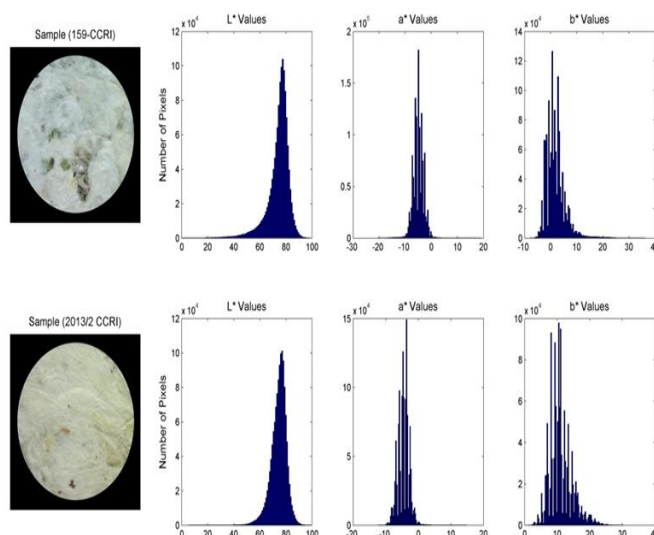 Sample (159-CCRI)
L* Values
a* Values
b* Values
x 10^4
x 10^5
x 10^4
Number of Pixels
12
10
8
6
4
2
0
0 20 40 60 80 100
2
1.5
1
0.5
0
-20 -10 0 10 20
14
12
10
8
6
4
2
0
-10 0 10 20 30 40
Sample (2013/2 CCRI)
L* Values
a* Values
b* Values
x 10^4
x 10^4
x 10^4
Number of Pixels
12
10
8
6
4
2
0
0 20 40 60 80 100
15
10
5
0
-20 -10 0 10 20
10
8
6
4
2
0
0 10 20 30 40